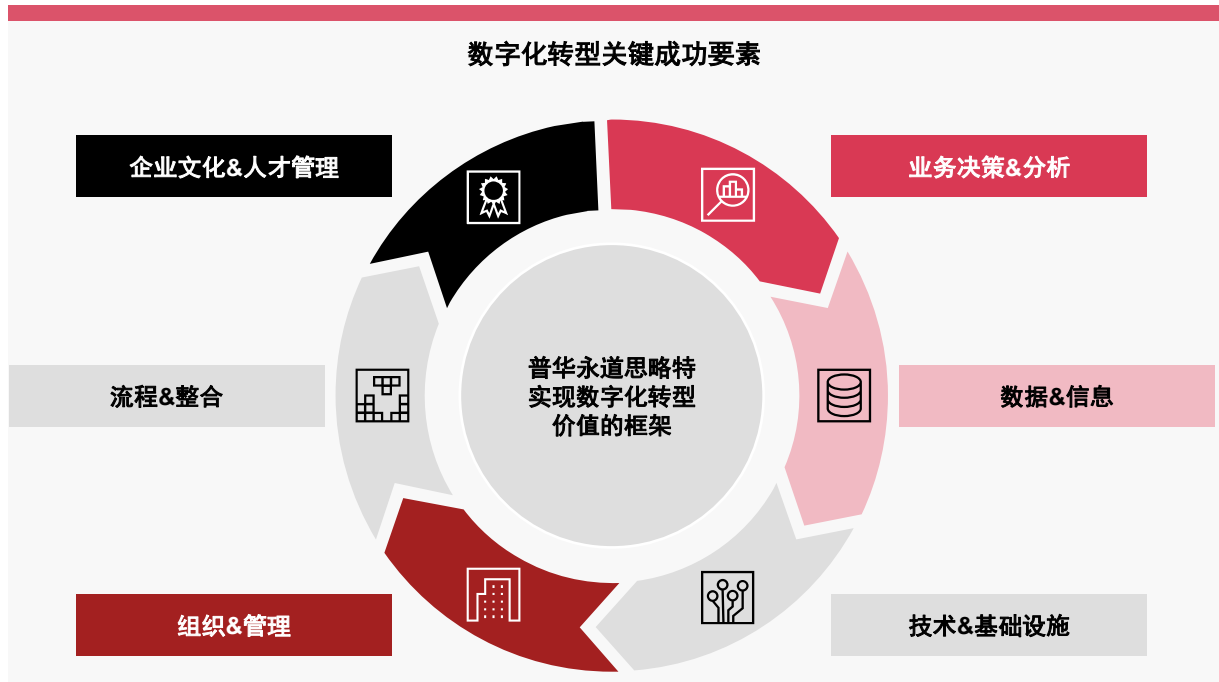 数字化转型关键成功要素
企业文化&人才管理
业务决策&分析
普华永道思略特
实现数字化转型
价值的框架
流程&整合
数据&信息
组织&管理
技术&基础设施